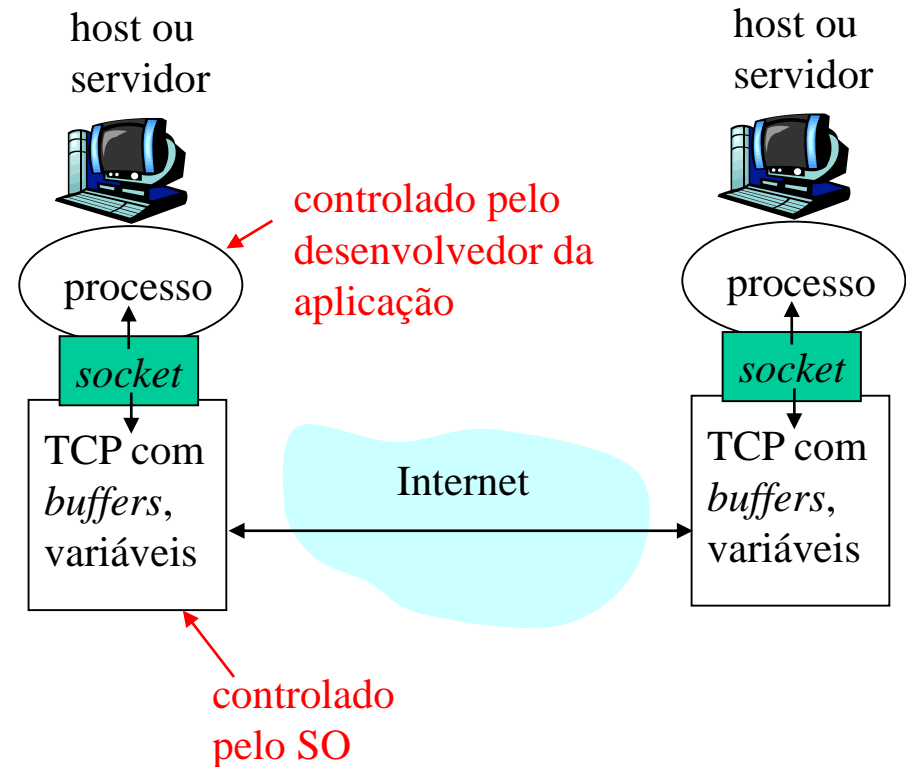 host ou
servidor
host ou
servidor
controlado pelo
desenvolvedor da
aplicação
processo
processo
socket
socket
TCP com
buffers,
variáveis
Internet
TCP com
buffers,
variáveis
controlado
pelo SO